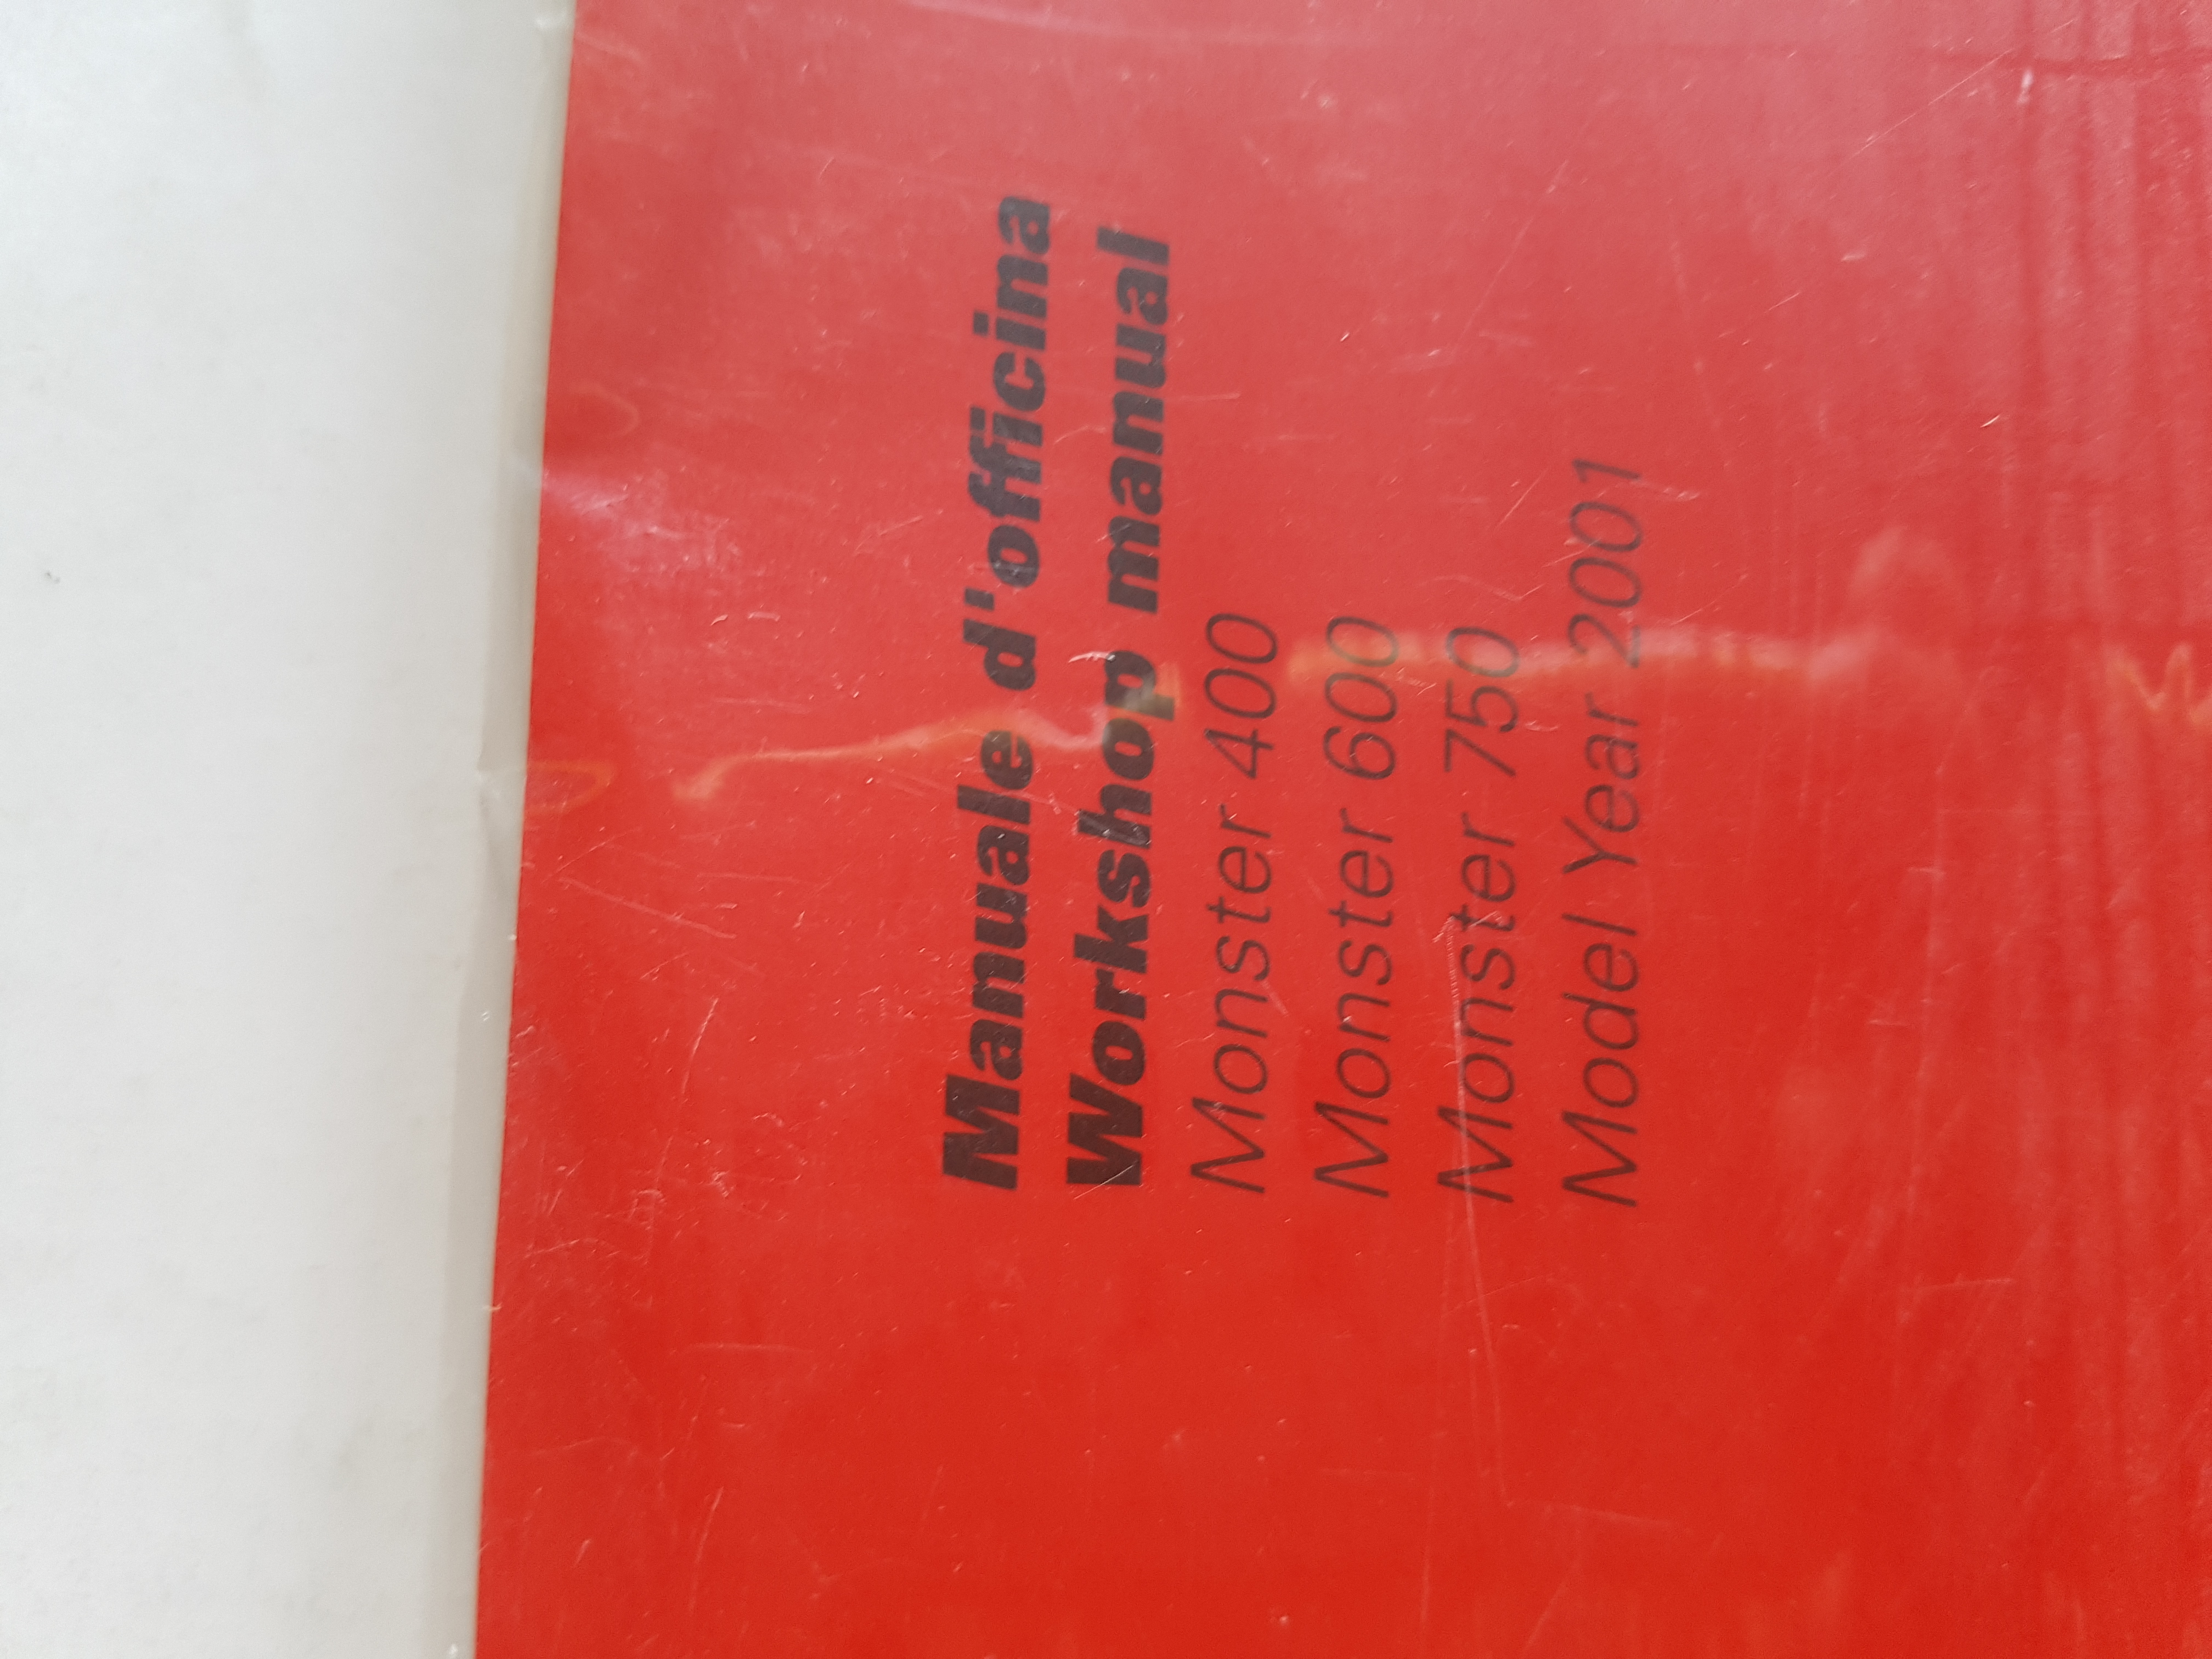 Manuale d'officina
Workshop manual
Monster 400
Monster 600
Monster 750
Model Year 2001